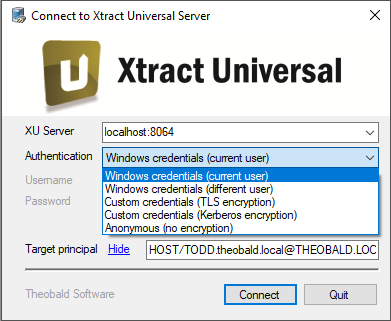 Connect to Xtract Universal Server
Xtract Universal
XU Server localhost:8064
Authentication Windows credentials (current user)
Username Windows credentials (current user)
Windows credentials (different user)
Password Custom credentials (TLS encryption)
Custom credentials (Kerberos encryption)
Anonymous (no encryption)
Target principal Hide HOST/TODD.theobald.local@THEOBALD.LOC
Theobald Software Connect Quit